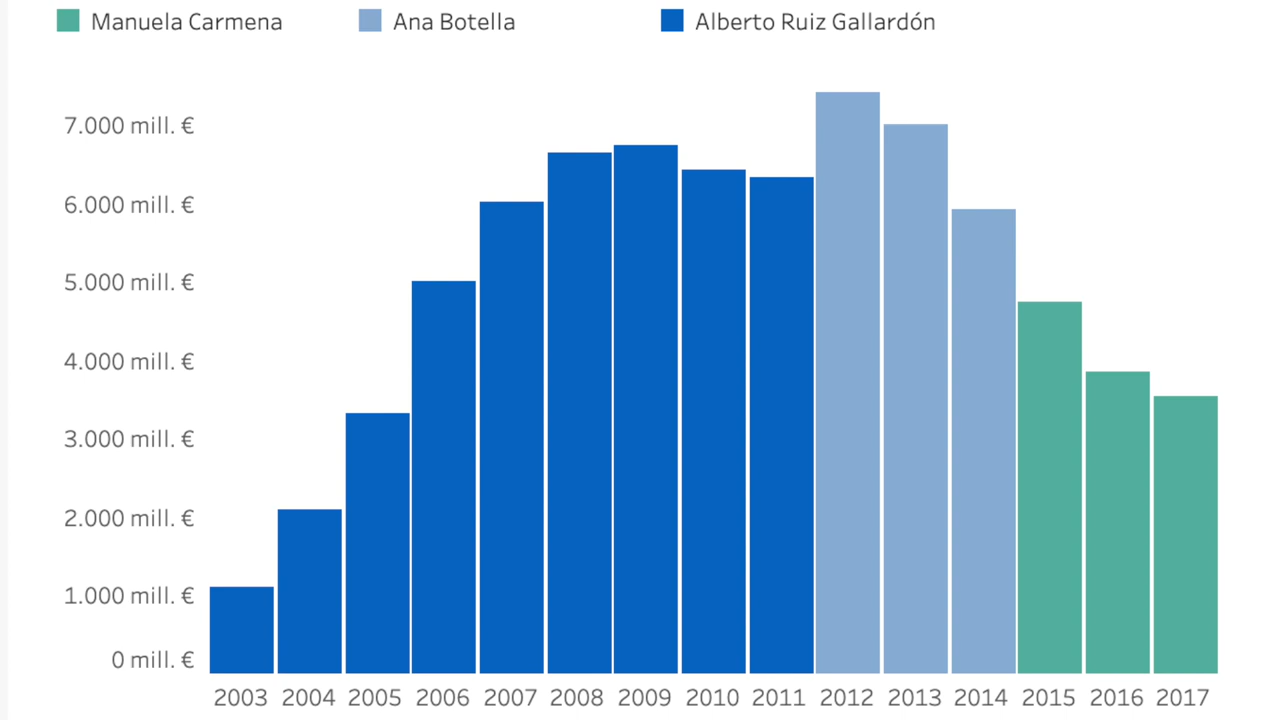 Manuela Carmena Ana Botella Alberto Ruiz Gallardón
7.000 mill. €
6.000 mill. €
5.000 mill. €
4.000 mill. €
3.000 mill. €
2.000 mill. €
1.000 mill. €
0 mill. €
2003 2004 2005 2006 2007 2008 2009 2010 2011 2012 2013 2014 2015 2016 2017